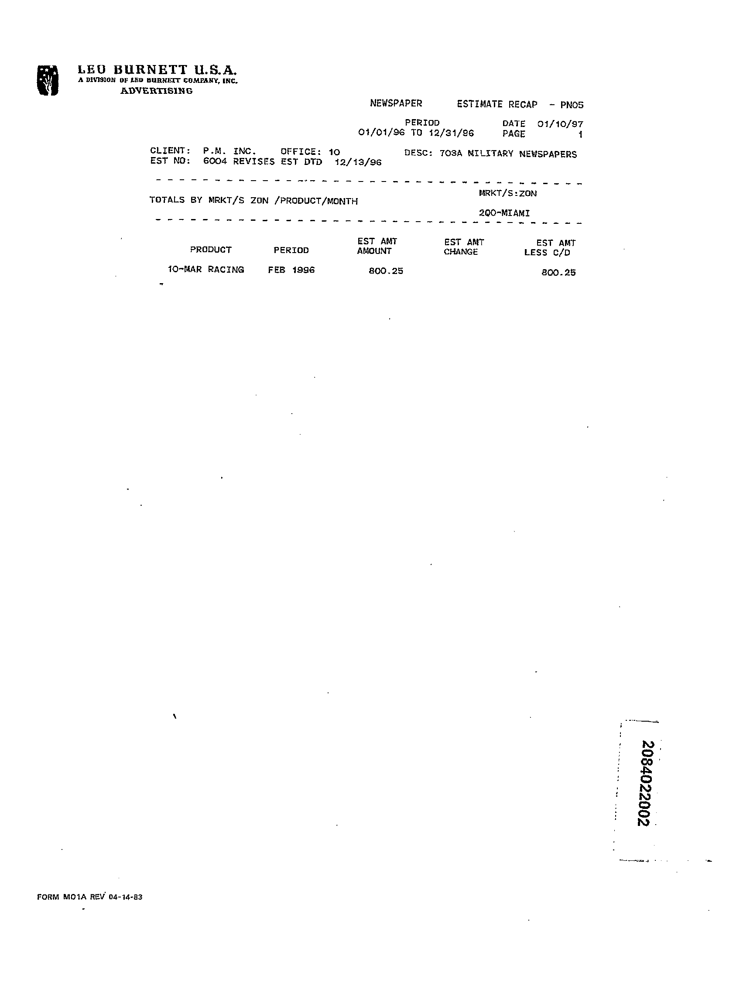 LEO BURNETT U.S.A.
A DIVISION OF LEO BURNETT COMPANY, INC.
ADVERTISING
NEWSPAPER ESTIMATE RECAP - PN05
PERIOD DATE 01/10/97
01/01/96 TO 12/31/96 PAGE 1
CLIENT: P.M. INC. OFFICE: 10 DESC: 703A MILITARY NEWSPAPERS
EST NO: 6004 REVISES EST DTD 12/13/96
MRKT/S:ZON
TOTALS BY MRKT/S ZON /PRODUCT/MONTH
200-MIAMI
EST AMT EST AMT EST AMT
PRODUCT PERIOD AMOUNT CHANGE LESS C/D
10-MAR RACING FEB 1996 800.25 800.25
2084022002
FORM MO1A REV 04-14-83